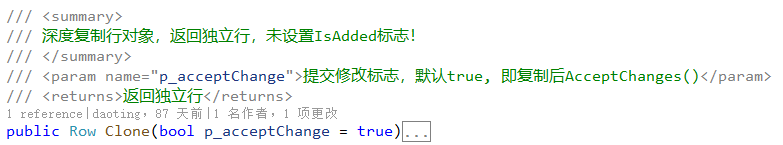 /// <summary>
/// 深度复制行对象，返回独立行，未设置IsAdded标志！
/// </summary>
/// <param name="p_acceptChange">提交修改标志，默认true, 即复制后AcceptChanges()</param>
/// <returns>返回独立行</returns>
1 reference|daoting，87 天前|1 名作者，1 项更改
public Row Clone(bool p_acceptChange = true)...